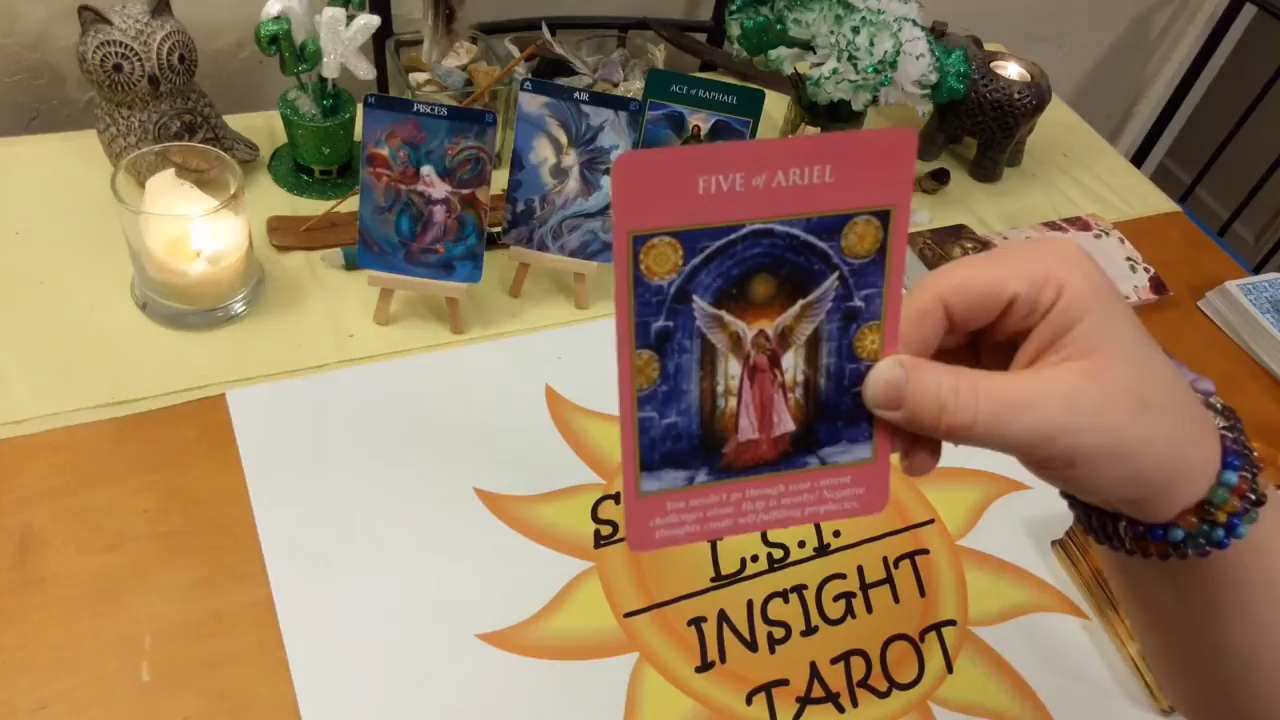 K
PISCES
12
AIR
ACE OF RAPHAEL
FIVE of ARIEL
You needn't go through your current
challenges alone. Help is nearby! Negative
thoughts create self-fulfilling prophecies.
S
L.S.I.
INSIGHT
TAROT